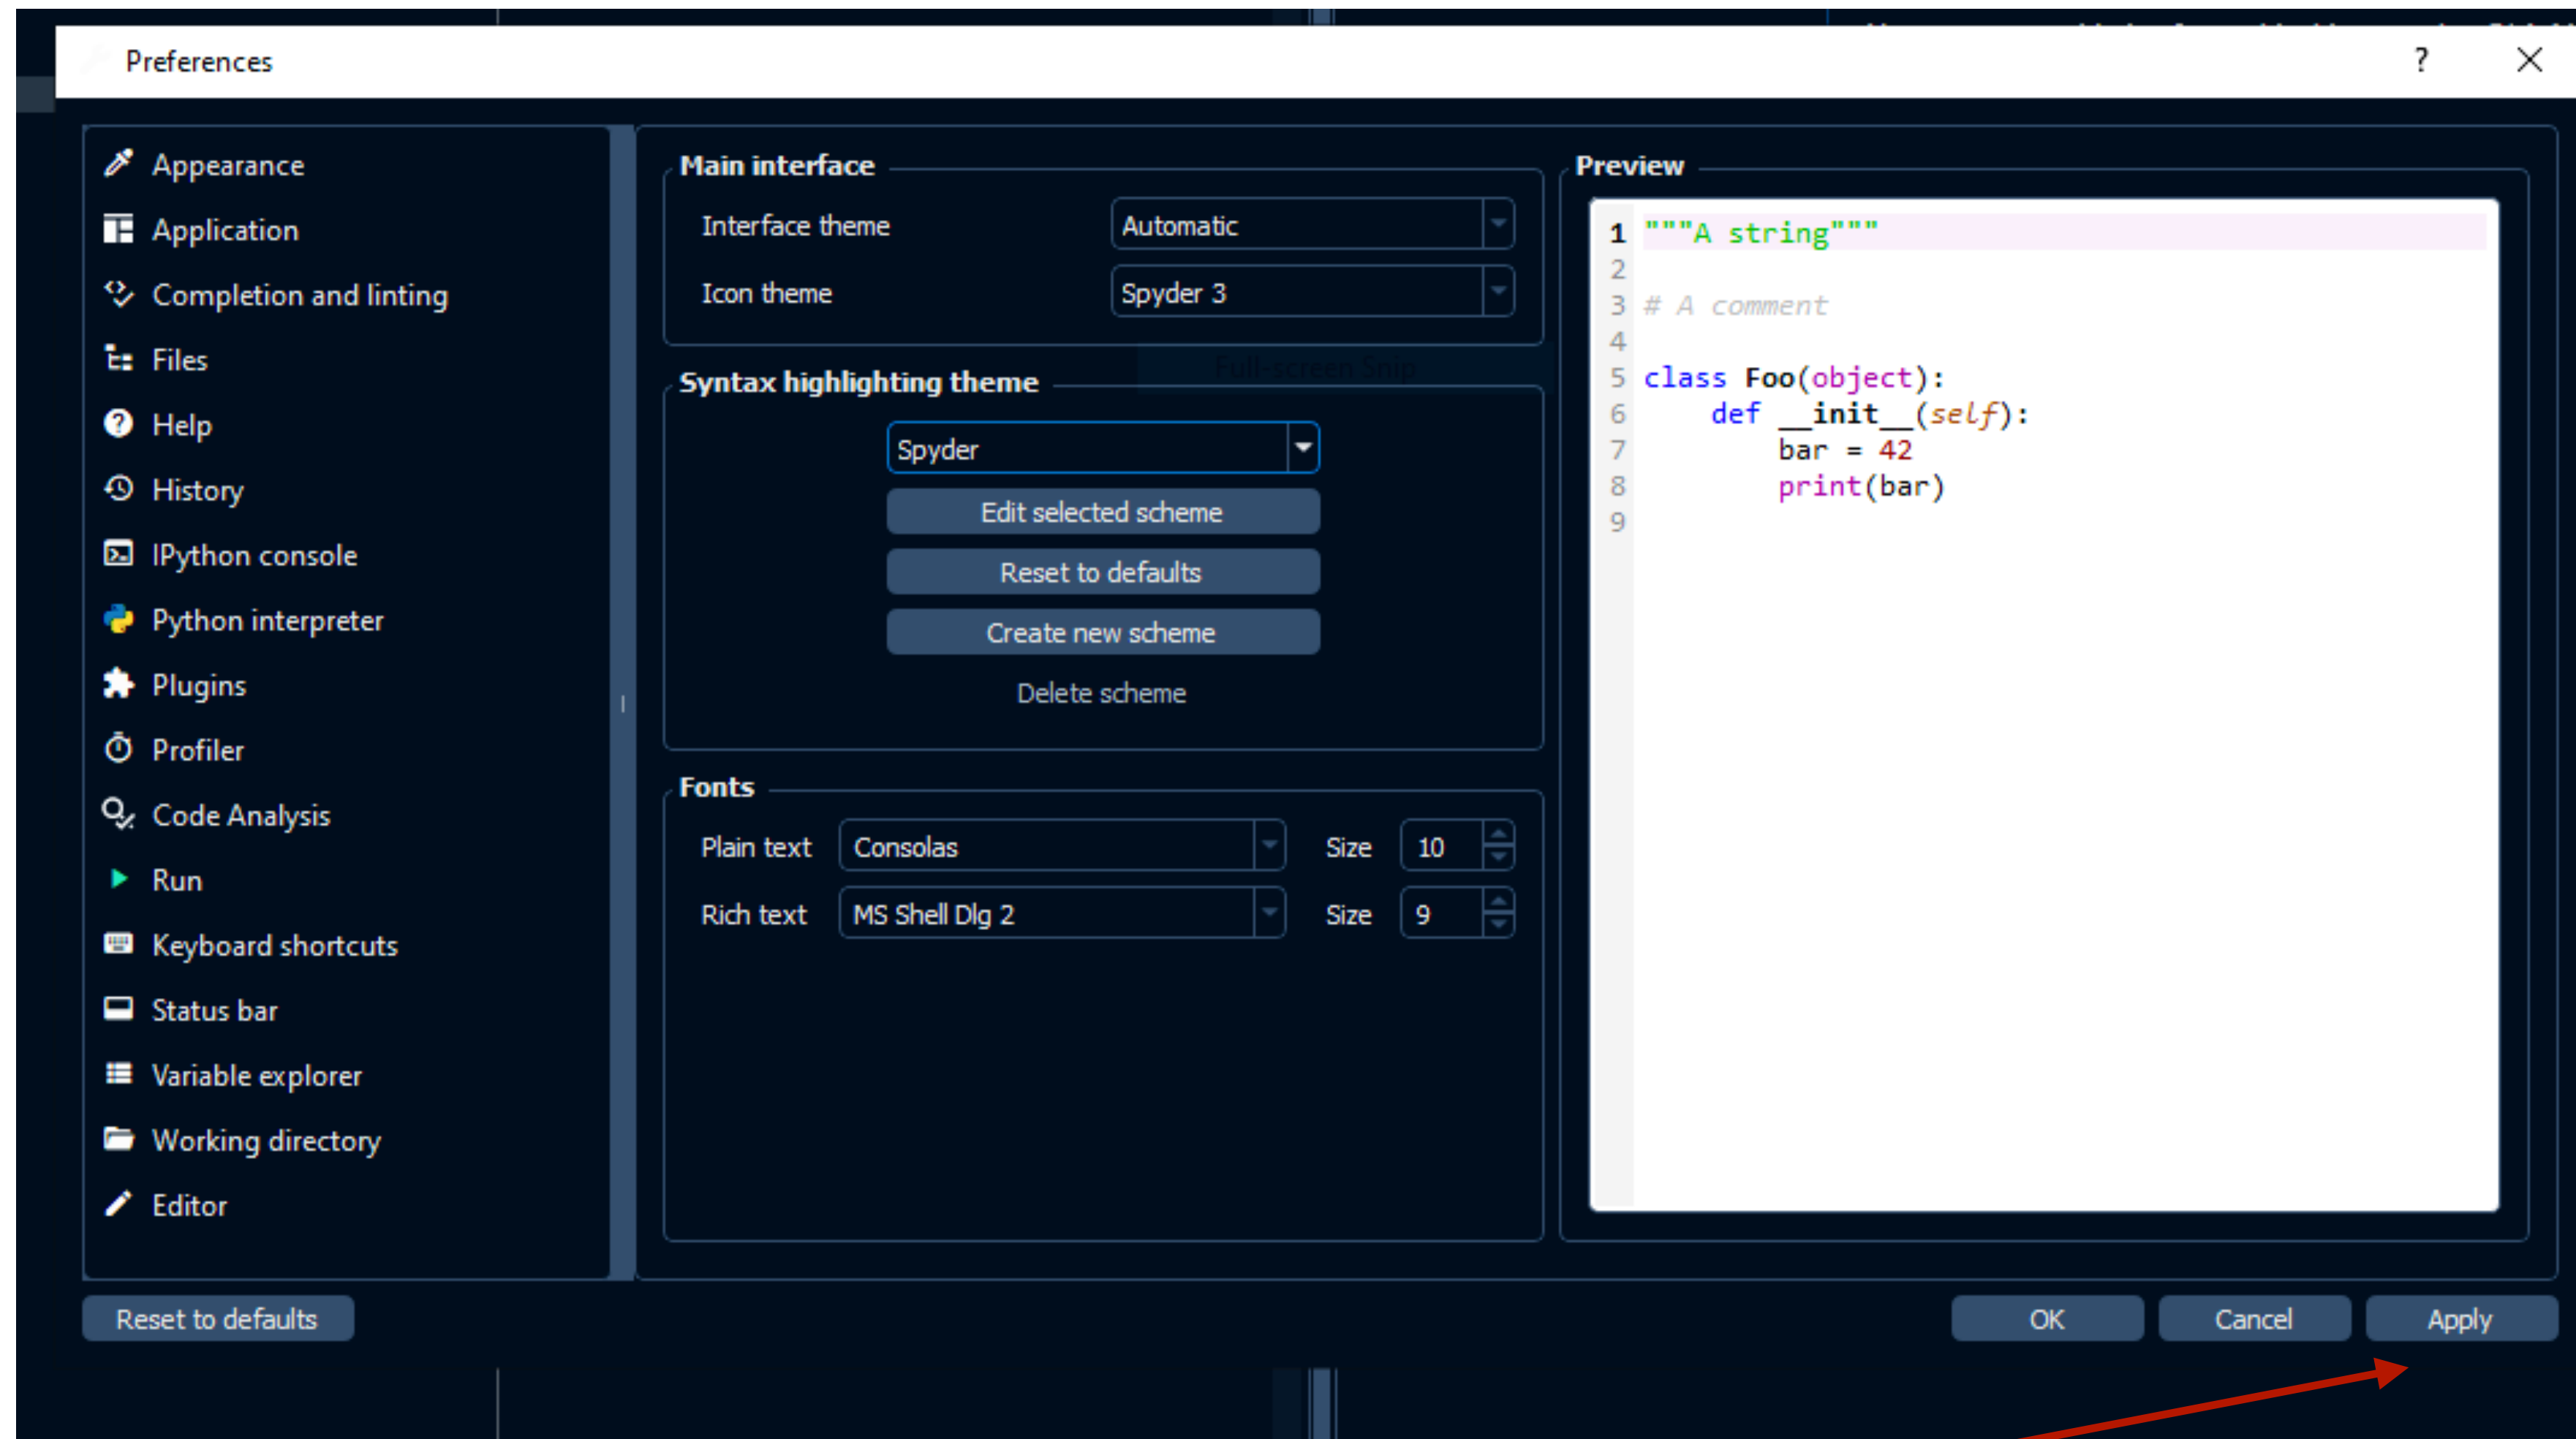 Preferences
?
Appearance
Application
Completion and linting
Files
Help
History
IPython console
Python interpreter
Plugins
Profiler
Code Analysis
Run
Keyboard shortcuts
Status bar
Variable explorer
Working directory
Editor
Main interface
Interface theme Automatic
Icon theme Spyder 3
Full-screen Snip
Syntax highlighting theme
Spyder
Edit selected scheme
Reset to defaults
Create new scheme
Delete scheme
Fonts
Plain text Consolas Size 10
Rich text MS Shell Dlg 2 Size 9
Preview
1 """A string"""
2
3 # A comment
4
5 class Foo(object):
6     def __init__(self):
7         bar = 42
8         print(bar)
9
Reset to defaults
OK Cancel Apply